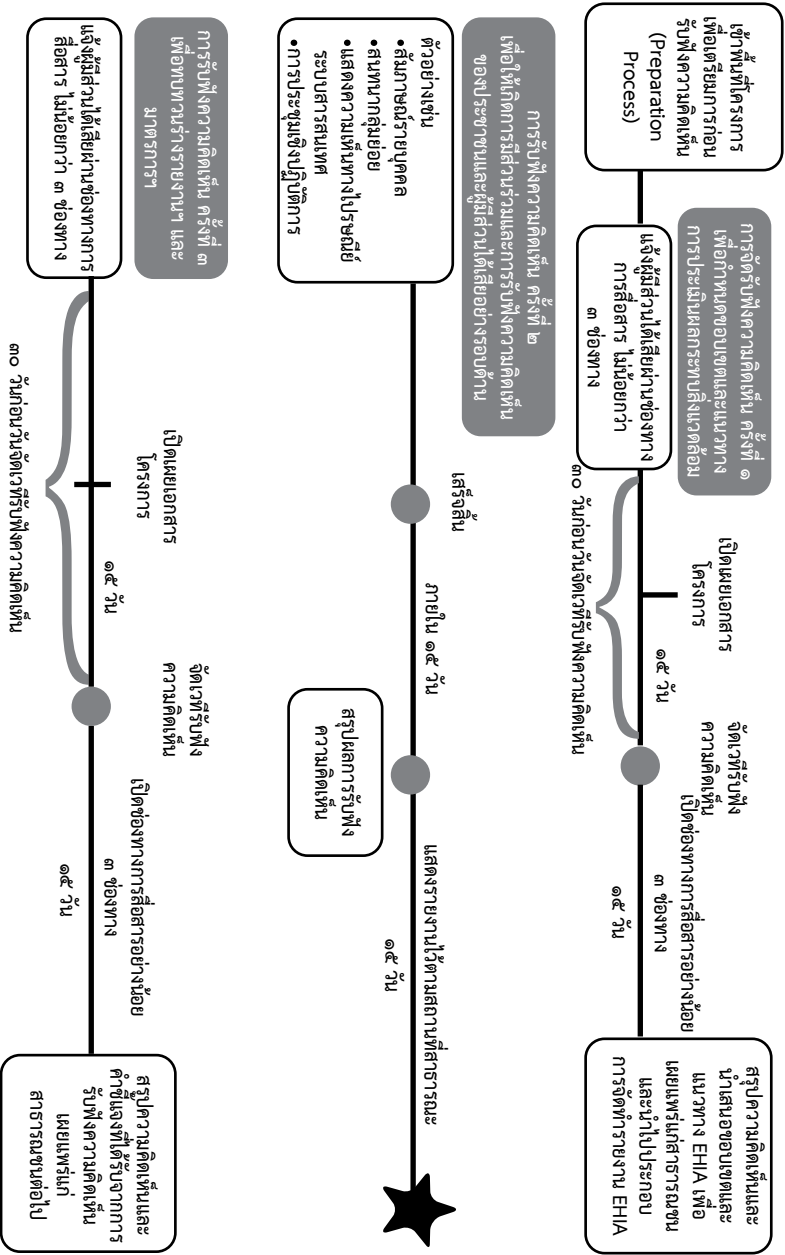 เข้าพื้นที่โครงการ
เพื่อเตรียมการก่อน
รับฟังความคิดเห็น
(Preparation
Process)
การจัดรับฟังความคิดเห็น ครั้งที่ ๑
เพื่อกำหนดขอบเขตและแนวทาง
การประเมินผลกระทบสิ่งแวดล้อม
แจ้งผู้มีส่วนได้เสียผ่านช่องทาง
การสื่อสาร ไม่น้อยกว่า
๓ ช่องทาง
เปิดเผยเอกสาร
โครงการ
๑๕ วัน
๓๐ วันก่อนวันจัดเวทีรับฟังความคิดเห็น
จัดเวทีรับฟัง
ความคิดเห็น
เปิดช่องทางการสื่อสารอย่างน้อย
๓ ช่องทาง
๑๕ วัน
สรุปความคิดเห็นและ
นำเสนอขอบเขตและ
แนวทาง EHIA เพื่อ
เผยแพร่แก่สาธารณชน
และนำไปประกอบ
การจัดทำรายงาน EHIA
การรับฟังความคิดเห็น ครั้งที่ ๒
เพื่อให้เกิดการมีส่วนร่วมและการรับฟังความคิดเห็น
ของประชาชนและผู้มีส่วนได้เสียอย่างรอบด้าน
ตัวอย่างเช่น
•สัมภาษณ์รายบุคคล
•สนทนากลุ่มย่อย
•แสดงความเห็นทางไปรษณีย์
ระบบสารสนเทศ
•การประชุมเชิงปฏิบัติการ
เสร็จสิ้น
ภายใน ๑๕ วัน
สรุปผลการรับฟัง
ความคิดเห็น
แสดงรายงานไว้ตามสถานที่สาธารณะ
๑๕ วัน
การรับฟังความคิดเห็น ครั้งที่ ๓
เพื่อทบทวนร่างรายงานฯ และ
มาตรการฯ
แจ้งผู้มีส่วนได้เสียผ่านช่องทางการ
สื่อสาร ไม่น้อยกว่า ๓ ช่องทาง
เปิดเผยเอกสาร
โครงการ
๑๕ วัน
๓๐ วันก่อนวันจัดเวทีรับฟังความคิดเห็น
จัดเวทีรับฟัง
ความคิดเห็น
เปิดช่องทางการสื่อสารอย่างน้อย
๓ ช่องทาง
๑๕ วัน
สรุปความคิดเห็นและ
คำชี้แจงที่ได้รับจากการ
รับฟังความคิดเห็น
เผยแพร่แก่
สาธารณชนต่อไป